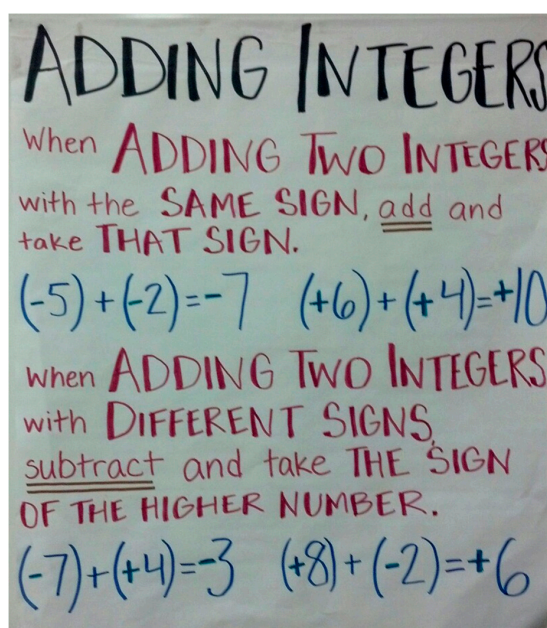 ADDING INTEGERS
When ADDING TWO INTEGERS
with the SAME SIGN, add and
take THAT SIGN.
(-5)+(-2)=-7 (+6)+(+4)=+10
When ADDING TWO INTEGERS
with DIFFERENT SIGNS,
subtract and take THE SIGN
OF THE HIGHER NUMBER.
(-7)+(+4)=-3 (+8)+(-2)=+6